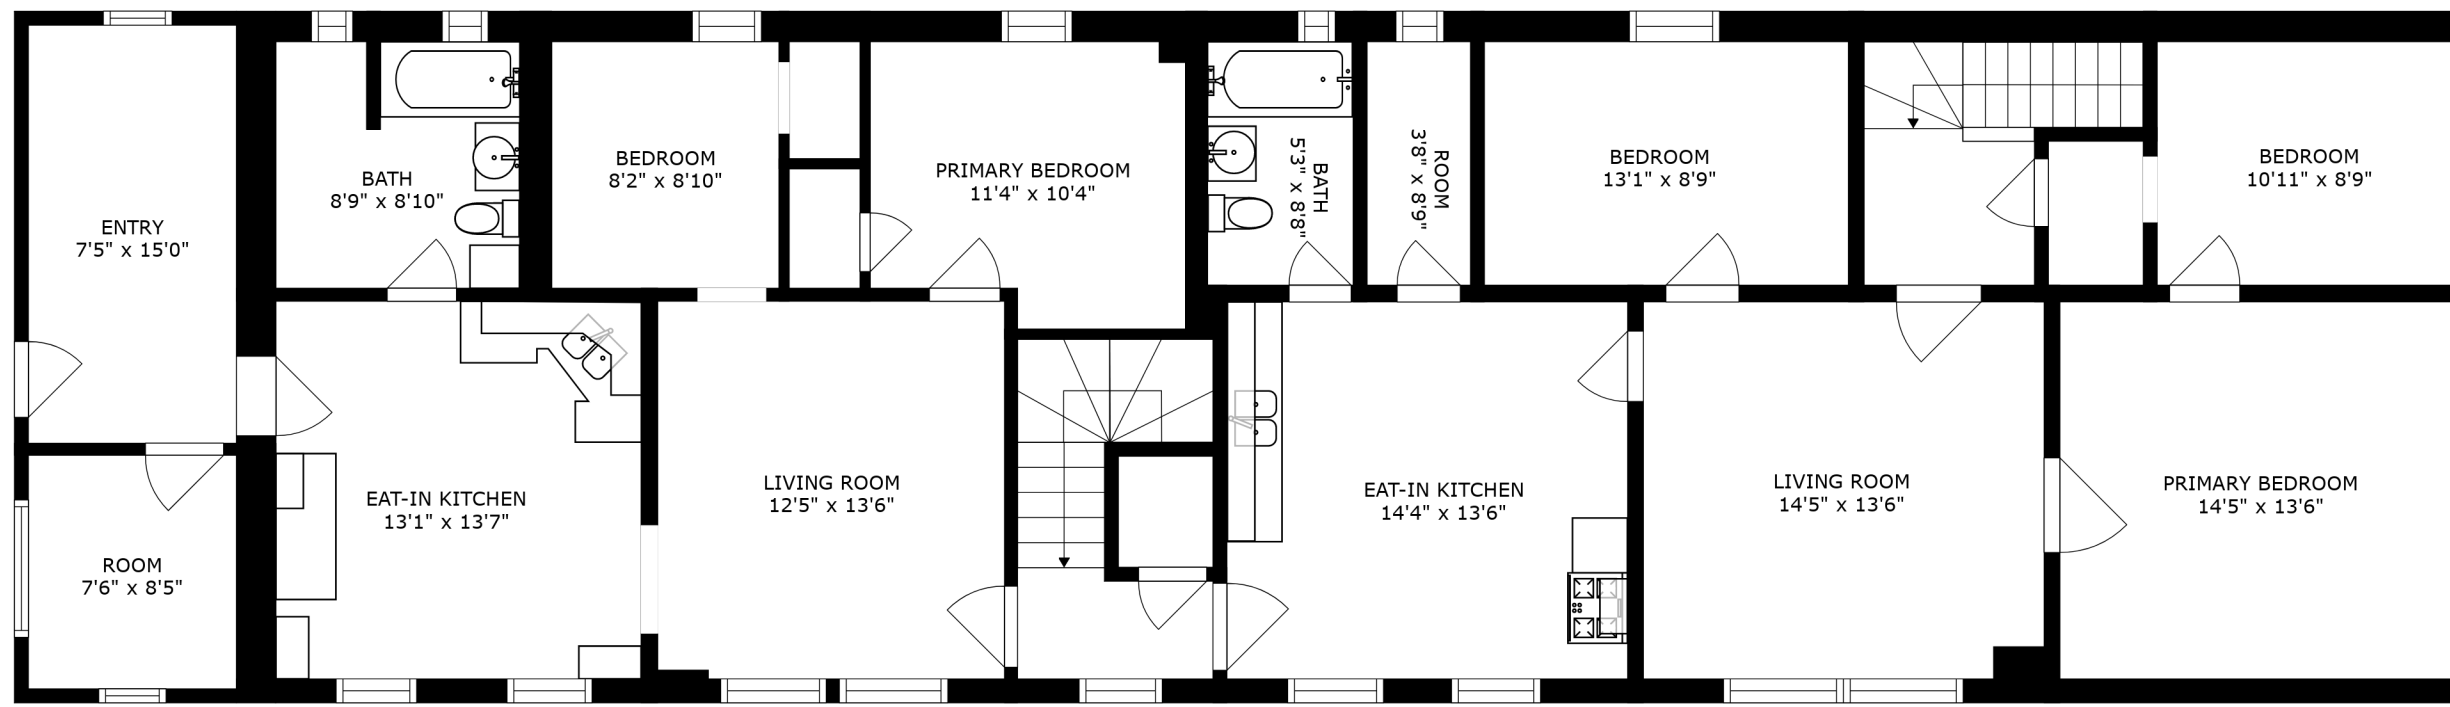 ENTRY
7'5" x 15'0"
BATH
8'9" x 8'10"
BEDROOM
8'2" x 8'10"
PRIMARY BEDROOM
11'4" x 10'4"
BATH
5'3" x 8'8"
ROOM
3'8" x 8'9"
BEDROOM
13'1" x 8'9"
BEDROOM
10'11" x 8'9"
ROOM
7'6" x 8'5"
EAT-IN KITCHEN
13'1" x 13'7"
LIVING ROOM
12'5" x 13'6"
EAT-IN KITCHEN
14'4" x 13'6"
LIVING ROOM
14'5" x 13'6"
PRIMARY BEDROOM
14'5" x 13'6"